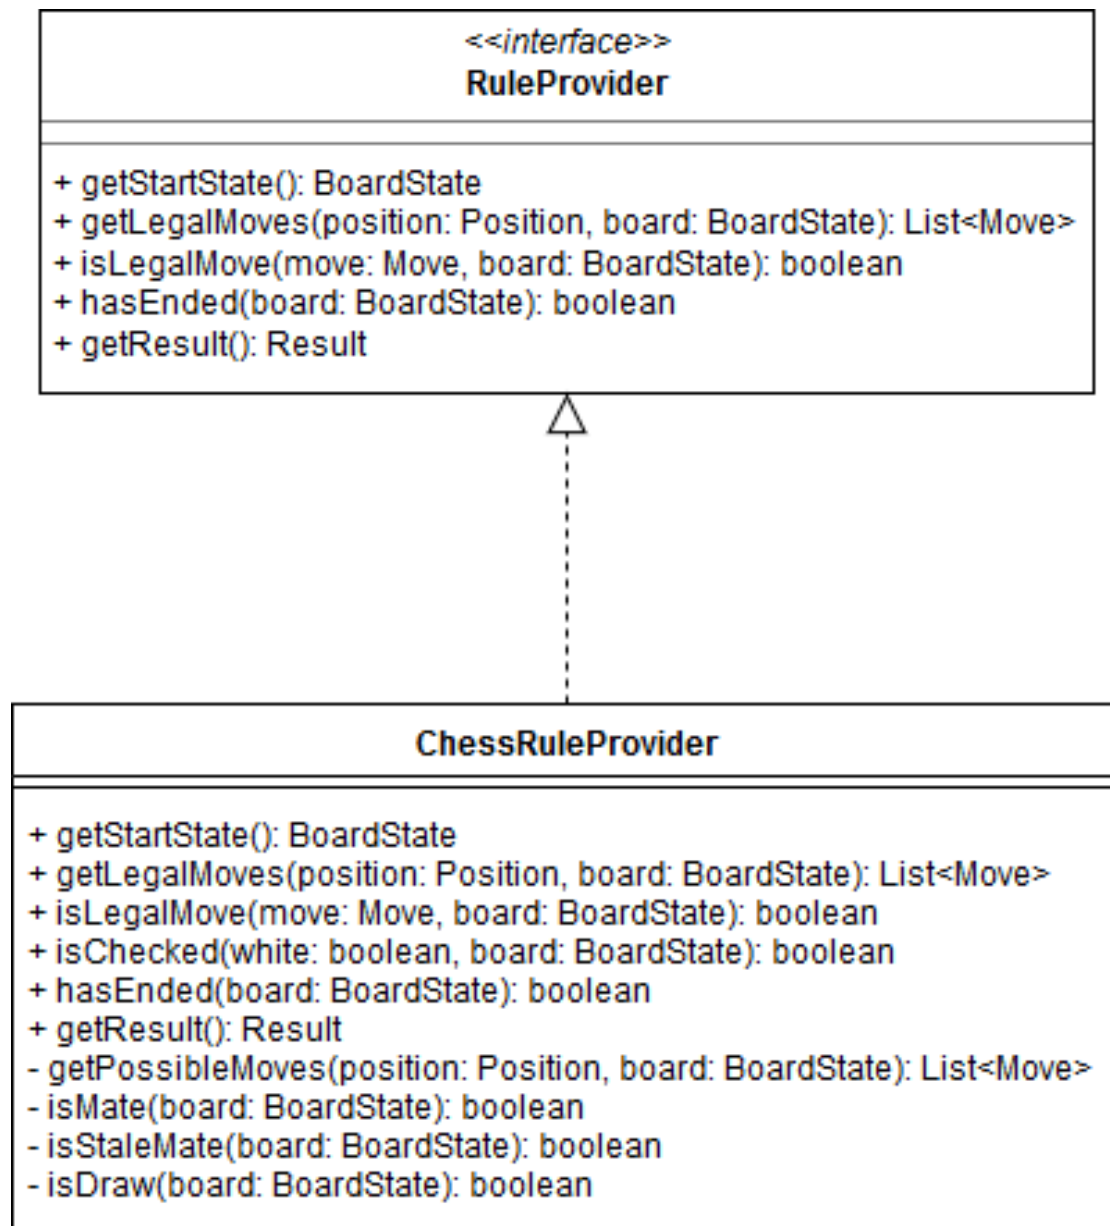 <<interface>>
RuleProvider
+ getStartState(): BoardState
+ getLegalMoves(position: Position, board: BoardState): List<Move>
+ isLegalMove(move: Move, board: BoardState): boolean
+ hasEnded(board: BoardState): boolean
+ getResult(): Result
ChessRuleProvider
+ getStartState(): BoardState
+ getLegalMoves(position: Position, board: BoardState): List<Move>
+ isLegalMove(move: Move, board: BoardState): boolean
+ isChecked(white: boolean, board: BoardState): boolean
+ hasEnded(board: BoardState): boolean
+ getResult(): Result
- getPossibleMoves(position: Position, board: BoardState): List<Move>
- isMate(board: BoardState): boolean
- isStaleMate(board: BoardState): boolean
- isDraw(board: BoardState): boolean